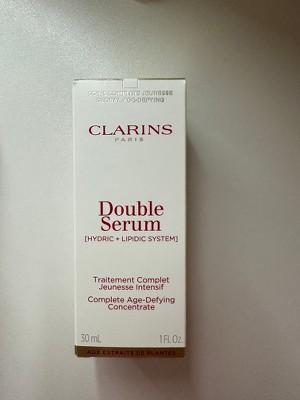 CLARINS
PARIS
Double
Serum
[HYDRIC + LIPIDIC SYSTEM]
Traitement Complet
Jeunesse Intensif
Complete Age-Defying
Concentrate
30 mL 1 Fl.Oz.
AUX EXTRAITS DE PLANTES